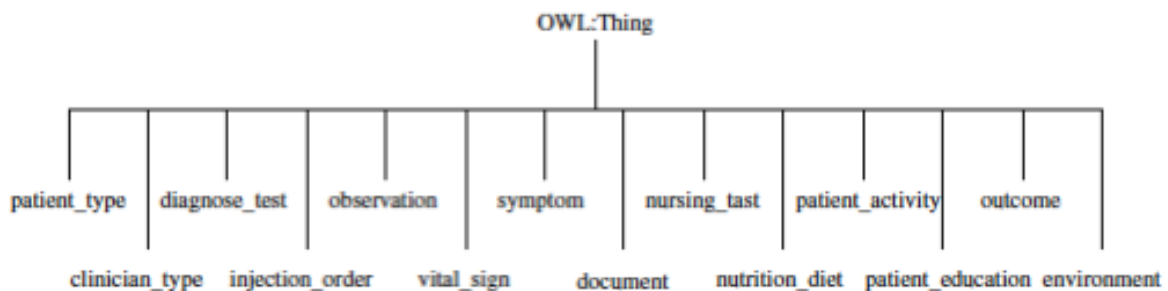 OWL:Thing
patient_type diagnose_test observation symptom nursing_tast patient_activity outcome
clinician_type injection_order vital_sign document nutrition_diet patient_education environment